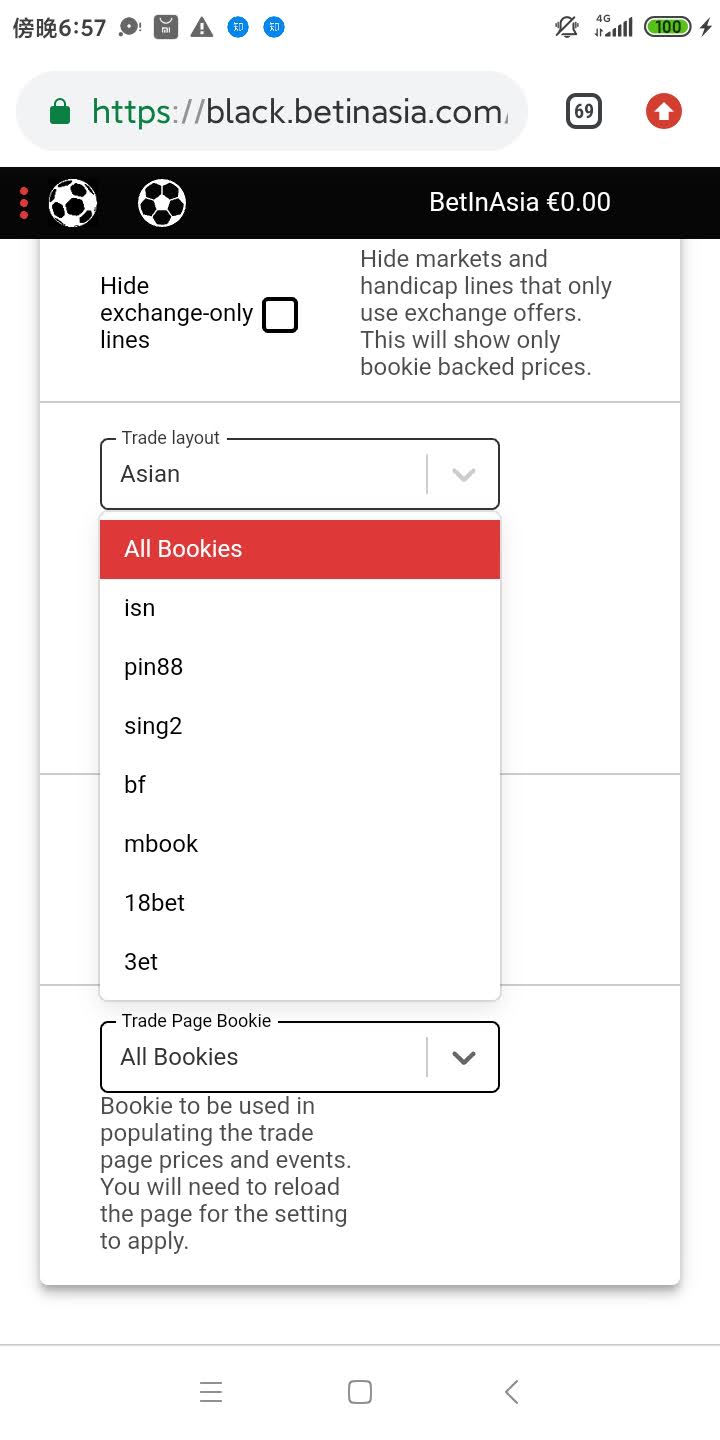 傍晚6:57
mi
知
知
4G
100
https://black.betinasia.com/
69
BetInAsia €0.00
Hide
exchange-only
lines
Hide markets and
handicap lines that only
use exchange offers.
This will show only
bookie backed prices.
Trade layout
Asian
All Bookies
isn
pin88
sing2
bf
mbook
18bet
3et
Trade Page Bookie
All Bookies
Bookie to be used in
populating the trade
page prices and events.
You will need to reload
the page for the setting
to apply.